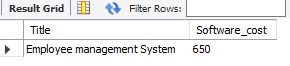 Result Grid Filter Rows:
Title Software_cost
Employee management System 650